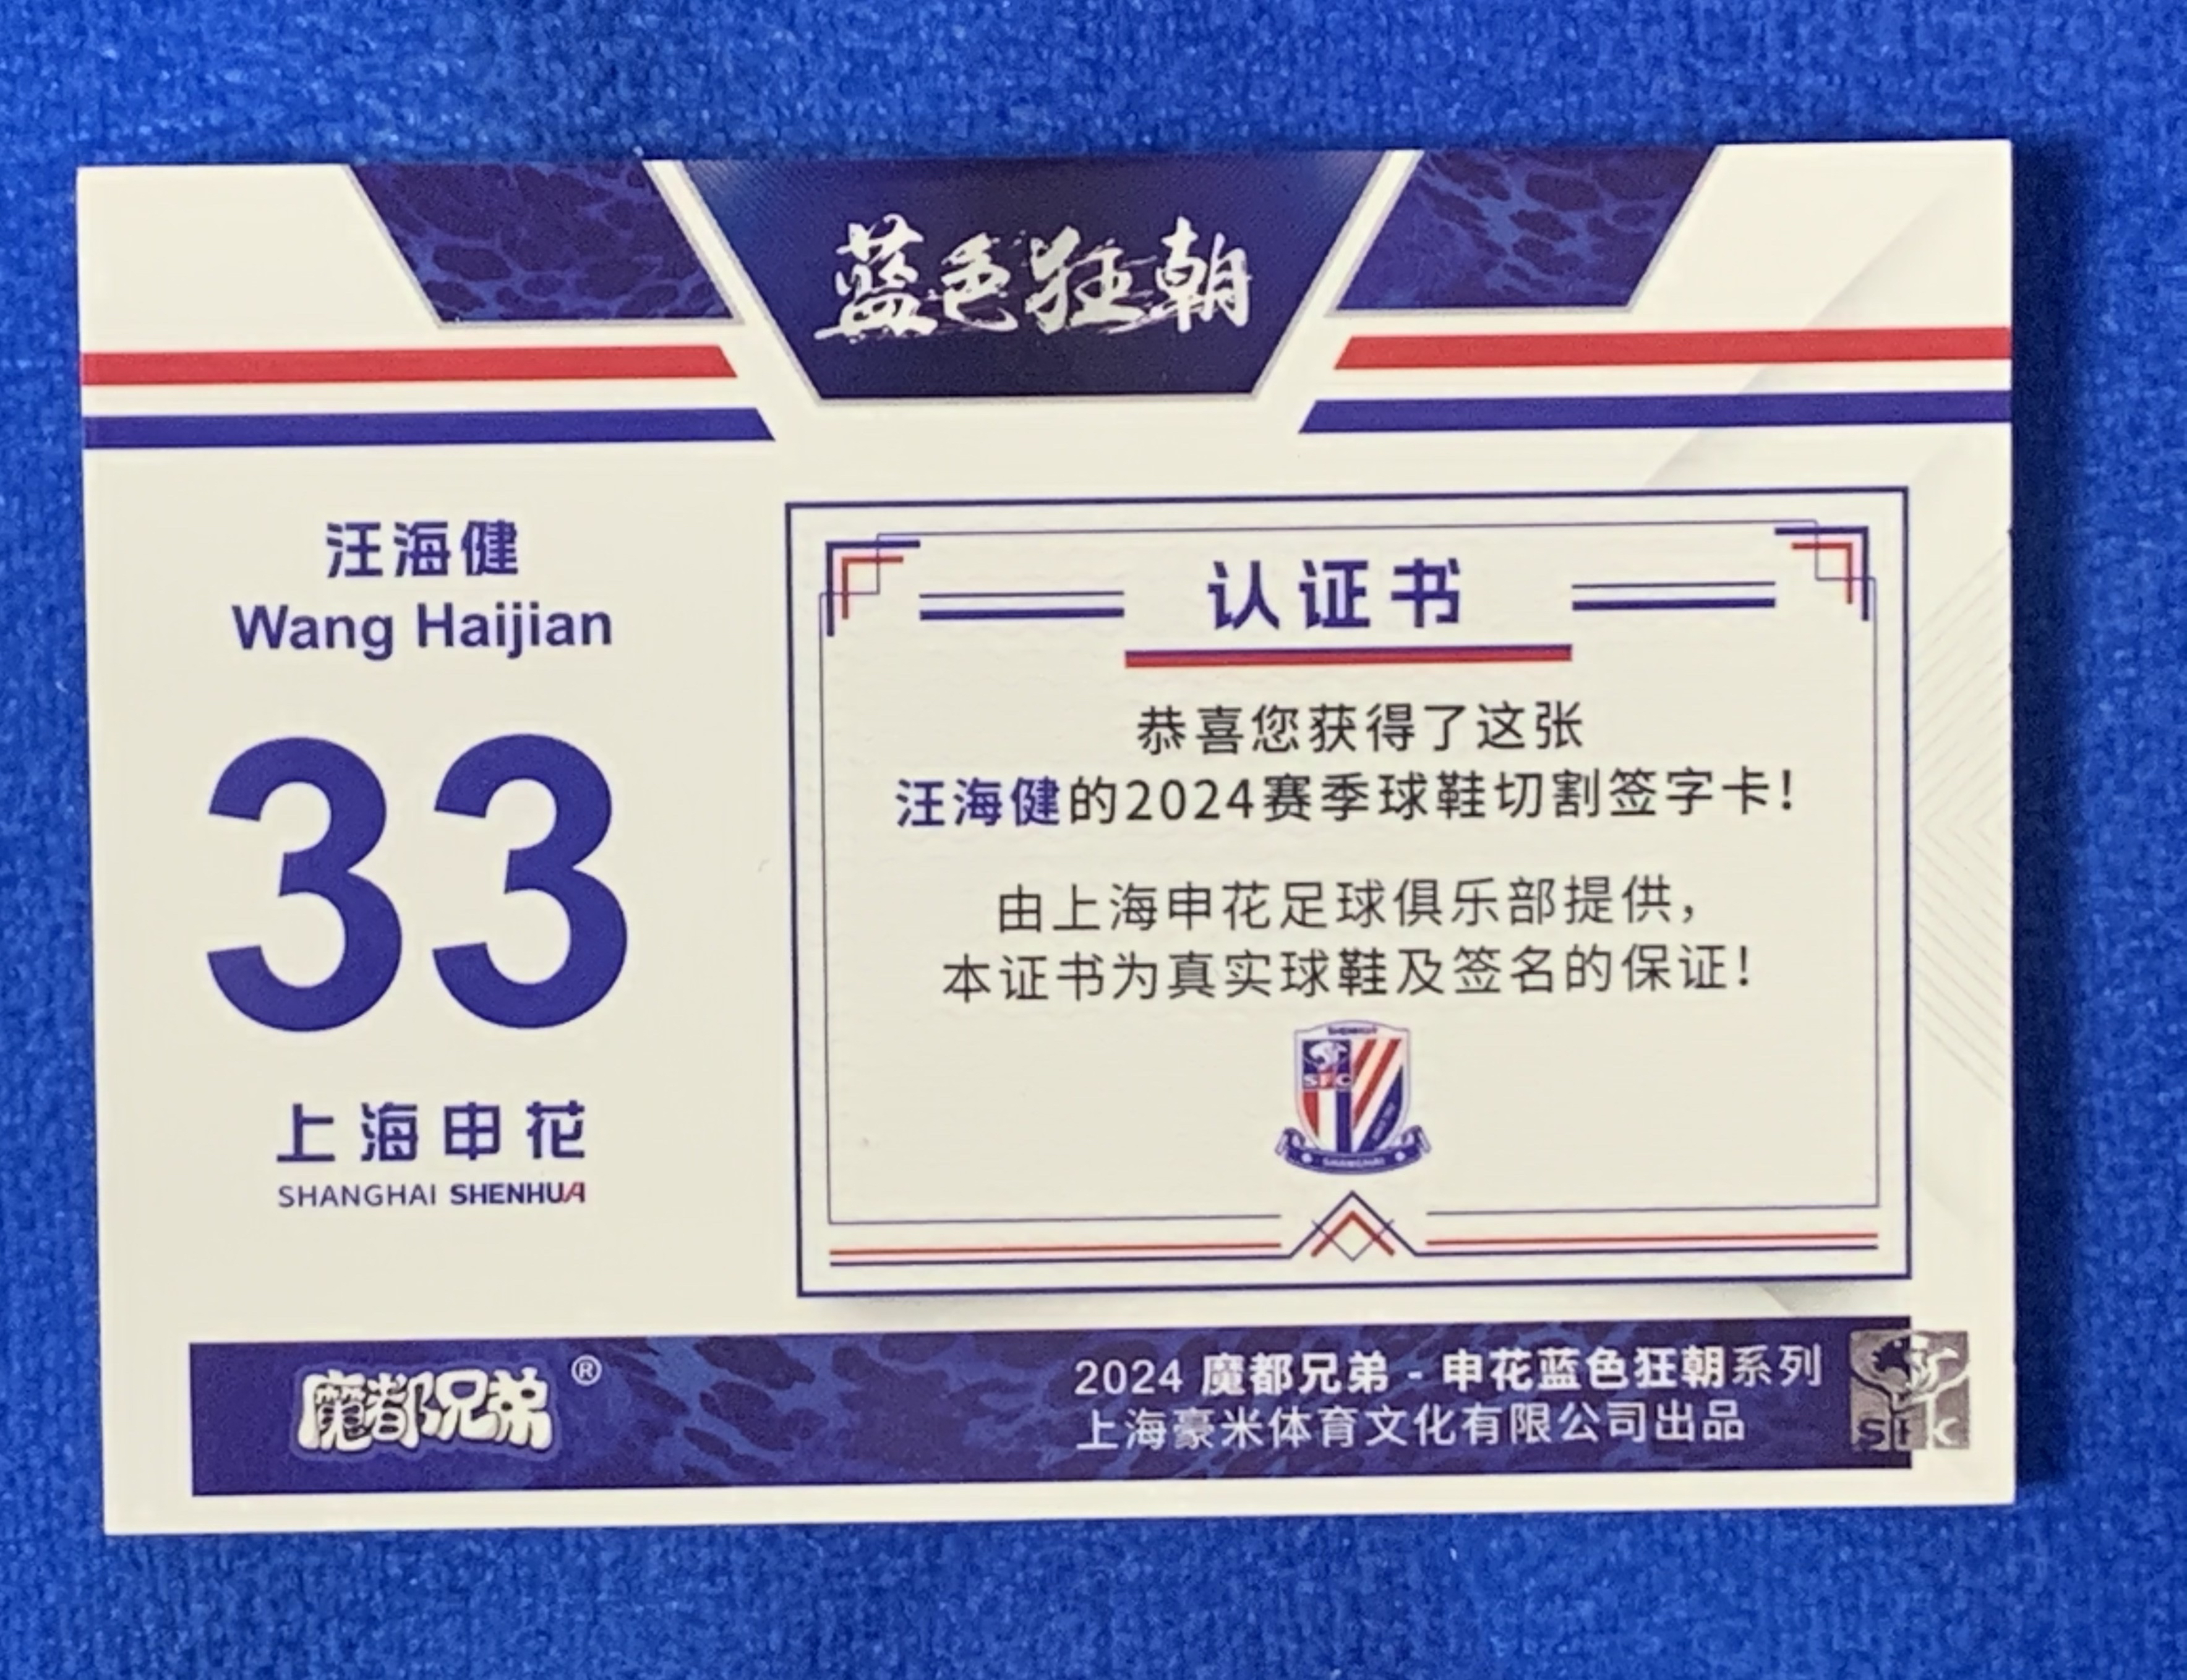 蓝色狂朝
汪海健
Wang Haijian
33
上海申花
SHANGHAI SHENHUA
认证书
恭喜您获得了这张
汪海健的2024赛季球鞋切割签字卡！
由上海申花足球俱乐部提供，
本证书为真实球鞋及签名的保证！
SHENHUA
SFC
SHANGHAI
魔都兄弟®
2024 魔都兄弟 - 申花蓝色狂朝系列
上海豪米体育文化有限公司出品